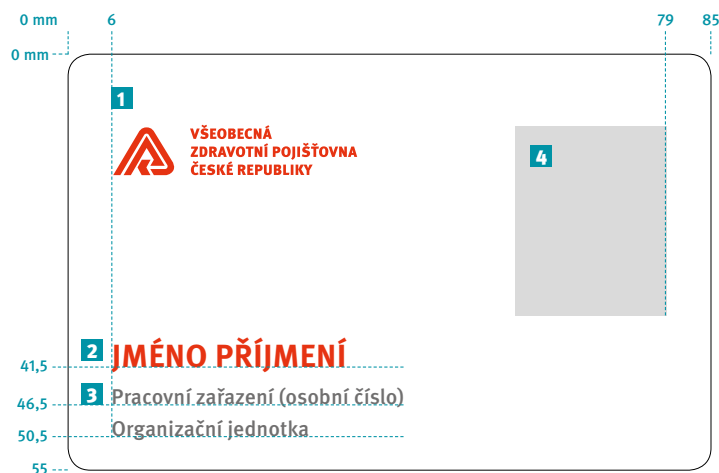 0 mm 6 79 85
0 mm
1
VŠEOBECNÁ
ZDRAVOTNÍ POJIŠŤOVNA
ČESKÉ REPUBLIKY
4
2 JMÉNO PŘÍJMENÍ
41,5
3 Pracovní zařazení (osobní číslo)
46,5
Organizační jednotka
50,5
55